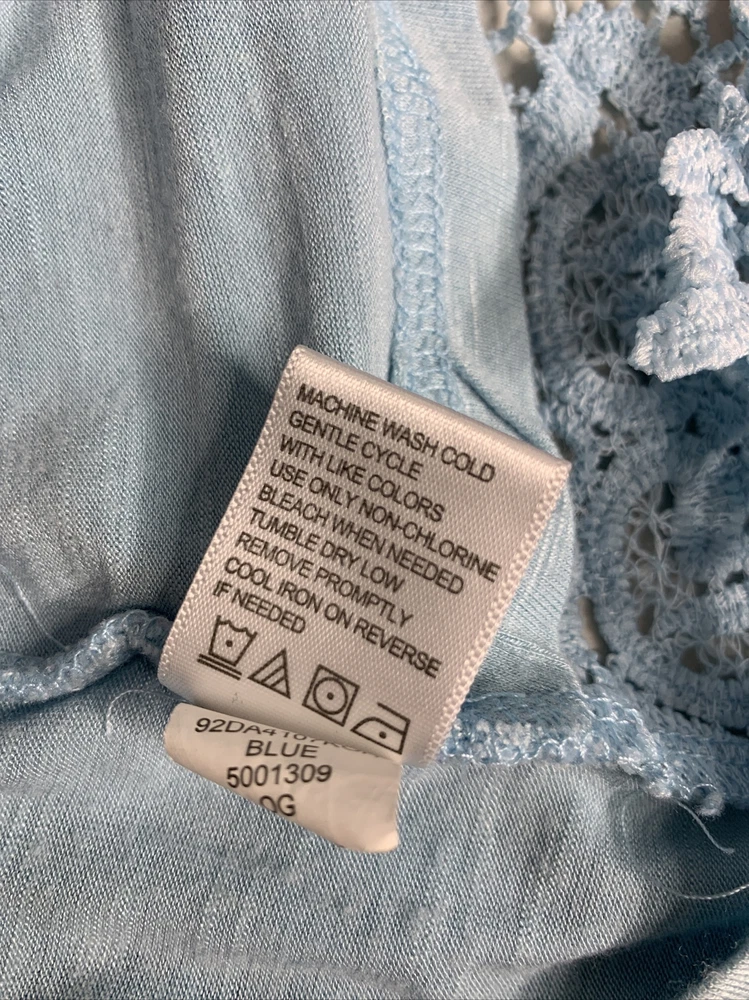 MACHINE WASH COLD
GENTLE CYCLE
WITH LIKE COLORS
USE ONLY NON-CHLORINE
BLEACH WHEN NEEDED
TUMBLE DRY LOW
REMOVE PROMPTLY
COOL IRON ON REVERSE
IF NEEDED
BLUE
5001309